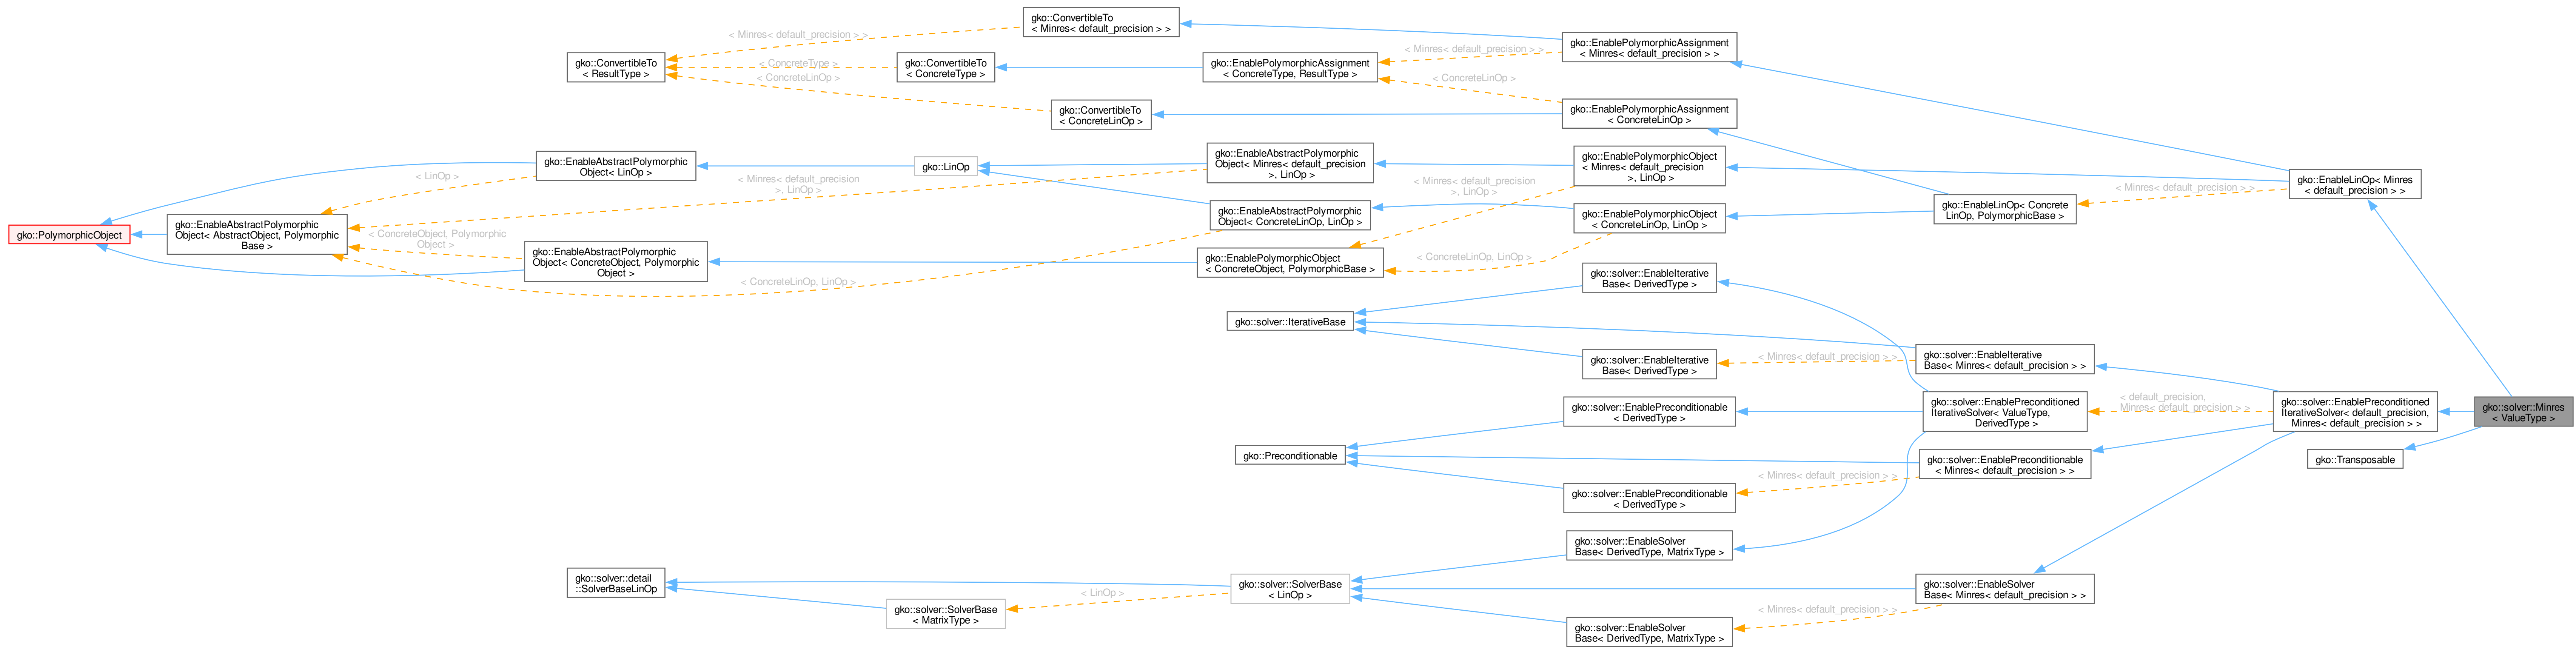 gko::ConvertibleTo
< Minres< default_precision > >
< Minres< default_precision > >
gko::EnablePolymorphicAssignment
< Minres< default_precision > >
< Minres< default_precision > >
gko::ConvertibleTo
< ResultType >
< ConcreteType >
gko::ConvertibleTo
< ConcreteType >
gko::EnablePolymorphicAssignment
< ConcreteType, ResultType >
< ConcreteLinOp >
< ConcreteLinOp >
gko::ConvertibleTo
< ConcreteLinOp >
gko::EnablePolymorphicAssignment
< ConcreteLinOp >
gko::EnableAbstractPolymorphic
Object< LinOp >
gko::LinOp
gko::EnableAbstractPolymorphic
Object< Minres< default_precision
>, LinOp >
gko::EnablePolymorphicObject
< Minres< default_precision
>, LinOp >
< LinOp >
< Minres< default_precision
>, LinOp >
< Minres< default_precision
>, LinOp >
gko::EnableLinOp< Minres
< default_precision > >
< Minres< default_precision > >
gko::EnableLinOp< Concrete
LinOp, PolymorphicBase >
gko::EnableAbstractPolymorphic
Object< ConcreteLinOp, LinOp >
gko::EnablePolymorphicObject
< ConcreteLinOp, LinOp >
gko::PolymorphicObject
gko::EnableAbstractPolymorphic
Object< AbstractObject, Polymorphic
Base >
< ConcreteObject, Polymorphic
Object >
gko::EnableAbstractPolymorphic
Object< ConcreteObject, Polymorphic
Object >
gko::EnablePolymorphicObject
< ConcreteObject, PolymorphicBase >
< ConcreteLinOp, LinOp >
< ConcreteLinOp, LinOp >
gko::solver::EnableIterative
Base< DerivedType >
gko::solver::IterativeBase
gko::solver::EnableIterative
Base< DerivedType >
< Minres< default_precision > >
gko::solver::EnableIterative
Base< Minres< default_precision > >
gko::solver::EnablePreconditionable
< DerivedType >
gko::solver::EnablePreconditioned
IterativeSolver< ValueType,
DerivedType >
< default_precision,
Minres< default_precision > >
gko::solver::EnablePreconditioned
IterativeSolver< default_precision,
Minres< default_precision > >
gko::solver::Minres
< ValueType >
gko::Preconditionable
gko::solver::EnablePreconditionable
< Minres< default_precision > >
gko::Transposable
< Minres< default_precision > >
gko::solver::EnablePreconditionable
< DerivedType >
gko::solver::EnableSolver
Base< DerivedType, MatrixType >
gko::solver::detail
::SolverBaseLinOp
gko::solver::SolverBase
< MatrixType >
< LinOp >
gko::solver::SolverBase
< LinOp >
gko::solver::EnableSolver
Base< Minres< default_precision > >
< Minres< default_precision > >
gko::solver::EnableSolver
Base< DerivedType, MatrixType >